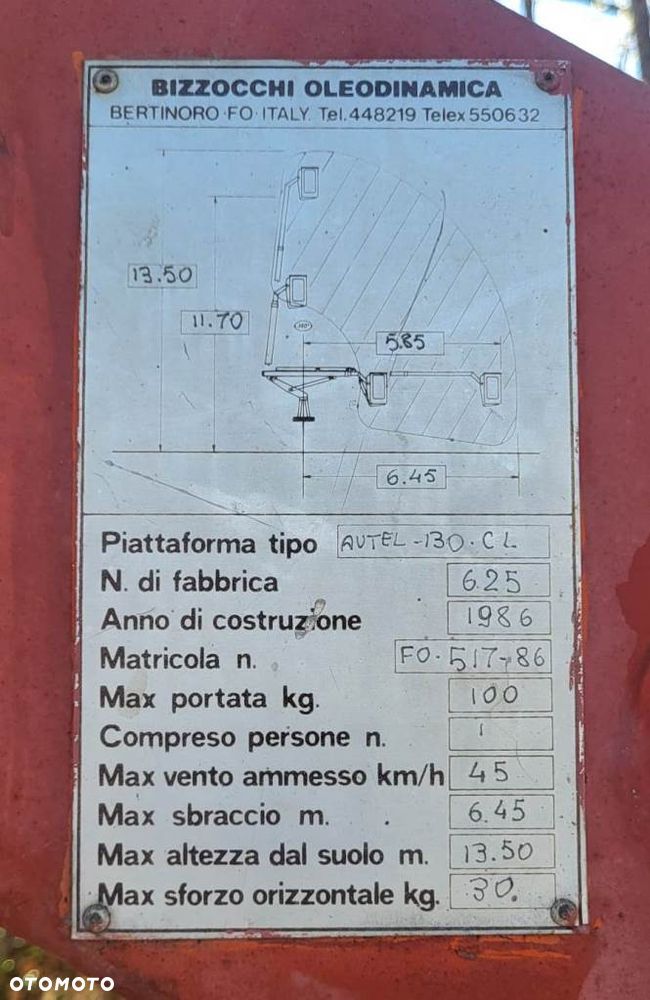 BIZZOCCHI OLEODINAMICA
BERTINORO·FO·ITALY. Tel.448219 Telex 550632
13.50
11.70
360°
5.85
6.45
Piattaforma tipo AUTEL-130·CL
N. di fabbrica 625
Anno di costruzione 1986
Matricola n. FO·517-86
Max portata kg. 100
Compreso persone n. 1
Max vento ammesso km/h 45
Max sbraccio m. 6.45
Max altezza dal suolo m. 13.50
Max sforzo orizzontale kg. 30.
OTOMOTO